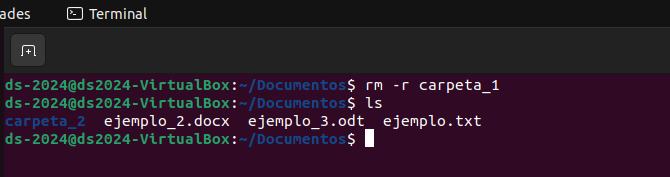 ades Terminal
ds-2024@ds2024-VirtualBox:~/Documentos$ rm -r carpeta_1
ds-2024@ds2024-VirtualBox:~/Documentos$ ls
carpeta_2  ejemplo_2.docx  ejemplo_3.odt  ejemplo.txt
ds-2024@ds2024-VirtualBox:~/Documentos$